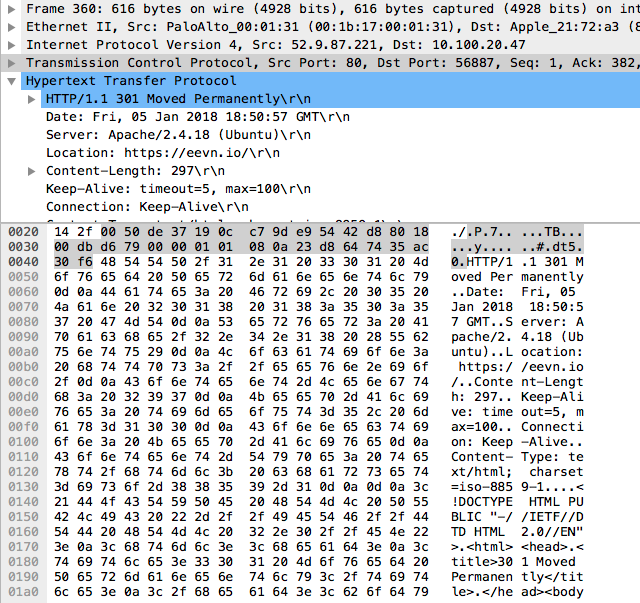 Frame 360: 616 bytes on wire (4928 bits), 616 bytes captured (4928 bits) on int
Ethernet II, Src: PaloAlto_00:01:31 (00:1b:17:00:01:31), Dst: Apple_21:72:a3 (8
Internet Protocol Version 4, Src: 52.9.87.221, Dst: 10.100.20.47
Transmission Control Protocol, Src Port: 80, Dst Port: 56887, Seq: 1, Ack: 382,
Hypertext Transfer Protocol
HTTP/1.1 301 Moved Permanently\r\n
Date: Fri, 05 Jan 2018 18:50:57 GMT\r\n
Server: Apache/2.4.18 (Ubuntu)\r\n
Location: https://eevn.io/\r\n
Content-Length: 297\r\n
Keep-Alive: timeout=5, max=100\r\n
Connection: Keep-Alive\r\n
0020 14 2f 00 50 de 37 19 0c c7 9d e9 54 42 d8 80 18 ./.P.7.. ...TB...
0030 00 db d6 79 00 00 01 01 08 0a 23 d8 64 74 35 ac ...y.... ..#.dt5.
0040 30 f6 48 54 54 50 2f 31 2e 31 20 33 30 31 20 4d 0.HTTP/1 .1 301 M
0050 6f 76 65 64 20 50 65 72 6d 61 6e 65 6e 74 6c 79 oved Per manently
0060 0d 0a 44 61 74 65 3a 20 46 72 69 2c 20 30 35 20 ..Date: Fri, 05
0070 4a 61 6e 20 32 30 31 38 20 31 38 3a 35 30 3a 35 Jan 2018 18:50:5
0080 37 20 47 4d 54 0d 0a 53 65 72 76 65 72 3a 20 41 7 GMT..S erver: A
0090 70 61 63 68 65 2f 32 2e 34 2e 31 38 20 28 55 62 pache/2. 4.18 (Ub
00a0 75 6e 74 75 29 0d 0a 4c 6f 63 61 74 69 6f 6e 3a untu)..L ocation:
00b0 20 68 74 74 70 73 3a 2f 2f 65 65 76 6e 2e 69 6f https:/ /eevn.io
00c0 2f 0d 0a 43 6f 6e 74 65 6e 74 2d 4c 65 6e 67 74 /..Conte nt-Lengt
00d0 68 3a 20 32 39 37 0d 0a 4b 65 65 70 2d 41 6c 69 h: 297.. Keep-Ali
00e0 76 65 3a 20 74 69 6d 65 6f 75 74 3d 35 2c 20 6d ve: time out=5, m
00f0 61 78 3d 31 30 30 0d 0a 43 6f 6e 6e 65 63 74 69 ax=100.. Connecti
0100 6f 6e 3a 20 4b 65 65 70 2d 41 6c 69 76 65 0d 0a on: Keep -Alive..
0110 43 6f 6e 74 65 6e 74 2d 54 79 70 65 3a 20 74 65 Content- Type: te
0120 78 74 2f 68 74 6d 6c 3b 20 63 68 61 72 73 65 74 xt/html; charset
0130 3d 69 73 6f 2d 38 38 35 39 2d 31 0d 0a 0d 0a 3c =iso-885 9-1....<
0140 21 44 4f 43 54 59 50 45 20 48 54 4d 4c 20 50 55 !DOCTYPE HTML PU
0150 42 4c 49 43 20 22 2d 2f 2f 49 45 54 46 2f 2f 44 BLIC "-/ /IETF//D
0160 54 44 20 48 54 4d 4c 20 32 2e 30 2f 2f 45 4e 22 TD HTML 2.0//EN"
0170 3e 0a 3c 68 74 6d 6c 3e 3c 68 65 61 64 3e 0a 3c >.<html> <head>.<
0180 74 69 74 6c 65 3e 33 30 31 20 4d 6f 76 65 64 20 title>30 1 Moved
0190 50 65 72 6d 61 6e 65 6e 74 6c 79 3c 2f 74 69 74 Permanen tly</tit
01a0 6c 65 3e 0a 3c 2f 68 65 61 64 3e 3c 62 6f 64 79 le>.</he ad><body